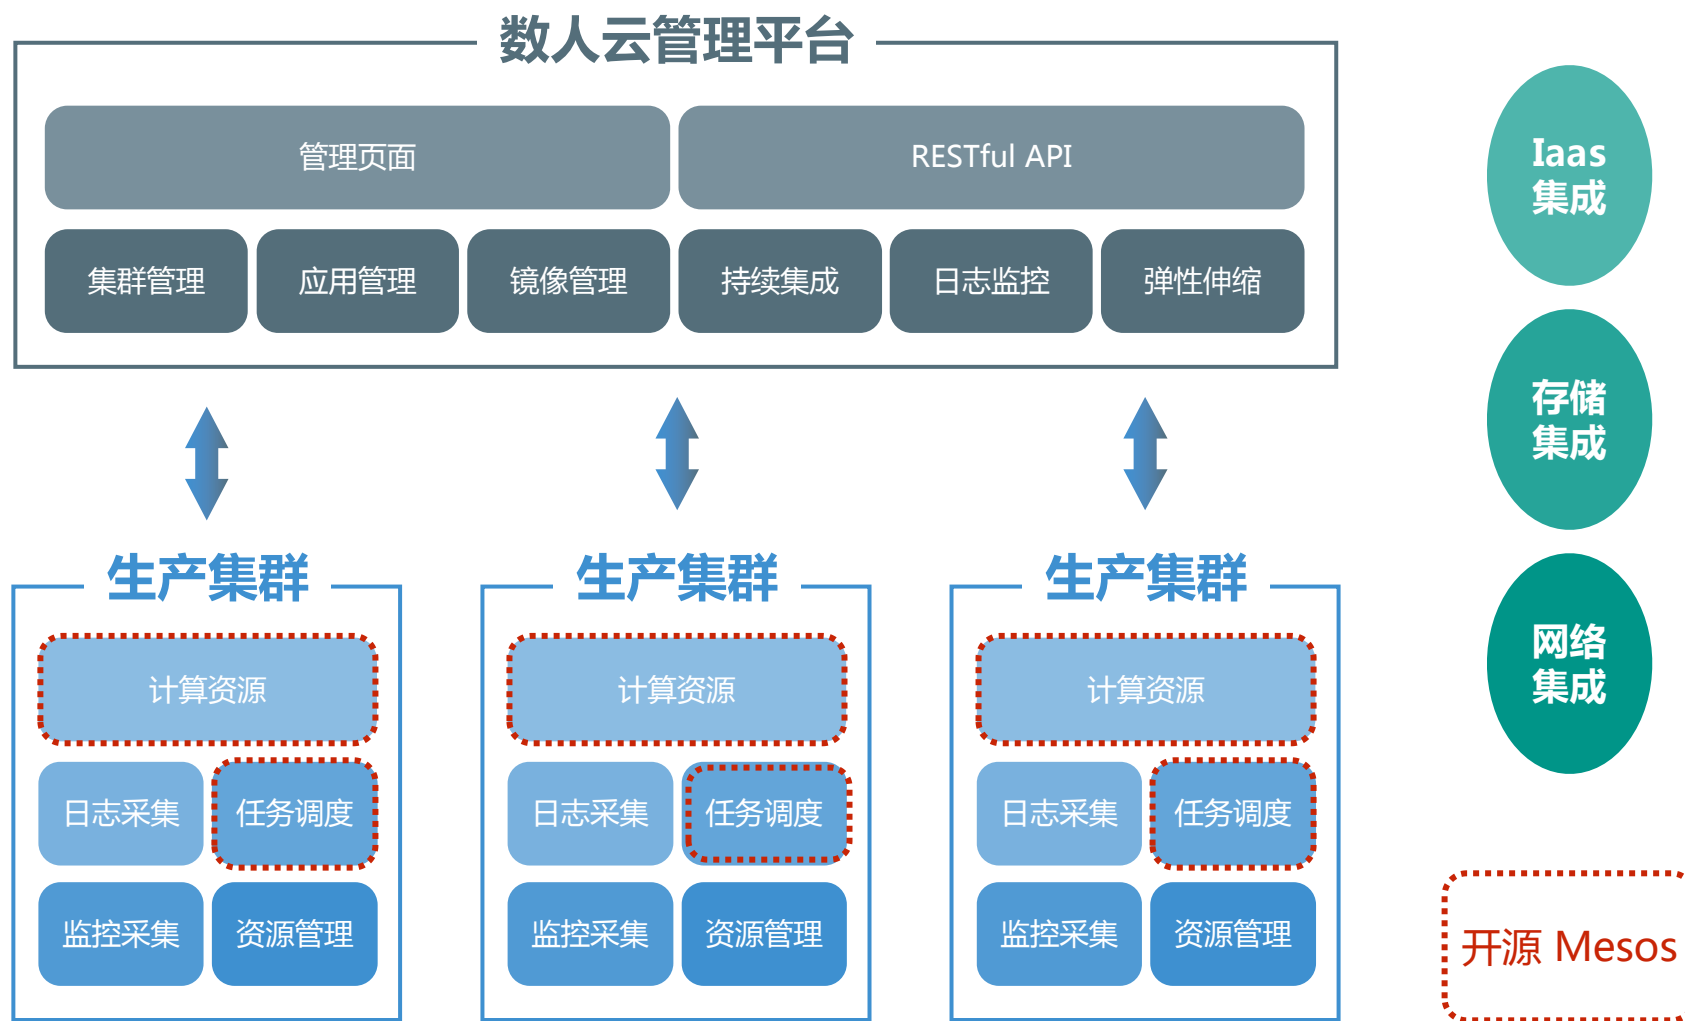 数人云管理平台
管理页面
RESTful API
集群管理
应用管理
镜像管理
持续集成
日志监控
弹性伸缩
生产集群
计算资源
日志采集
任务调度
监控采集
资源管理
生产集群
计算资源
日志采集
任务调度
监控采集
资源管理
生产集群
计算资源
日志采集
任务调度
监控采集
资源管理
Iaas
集成
存储
集成
网络
集成
开源 Mesos